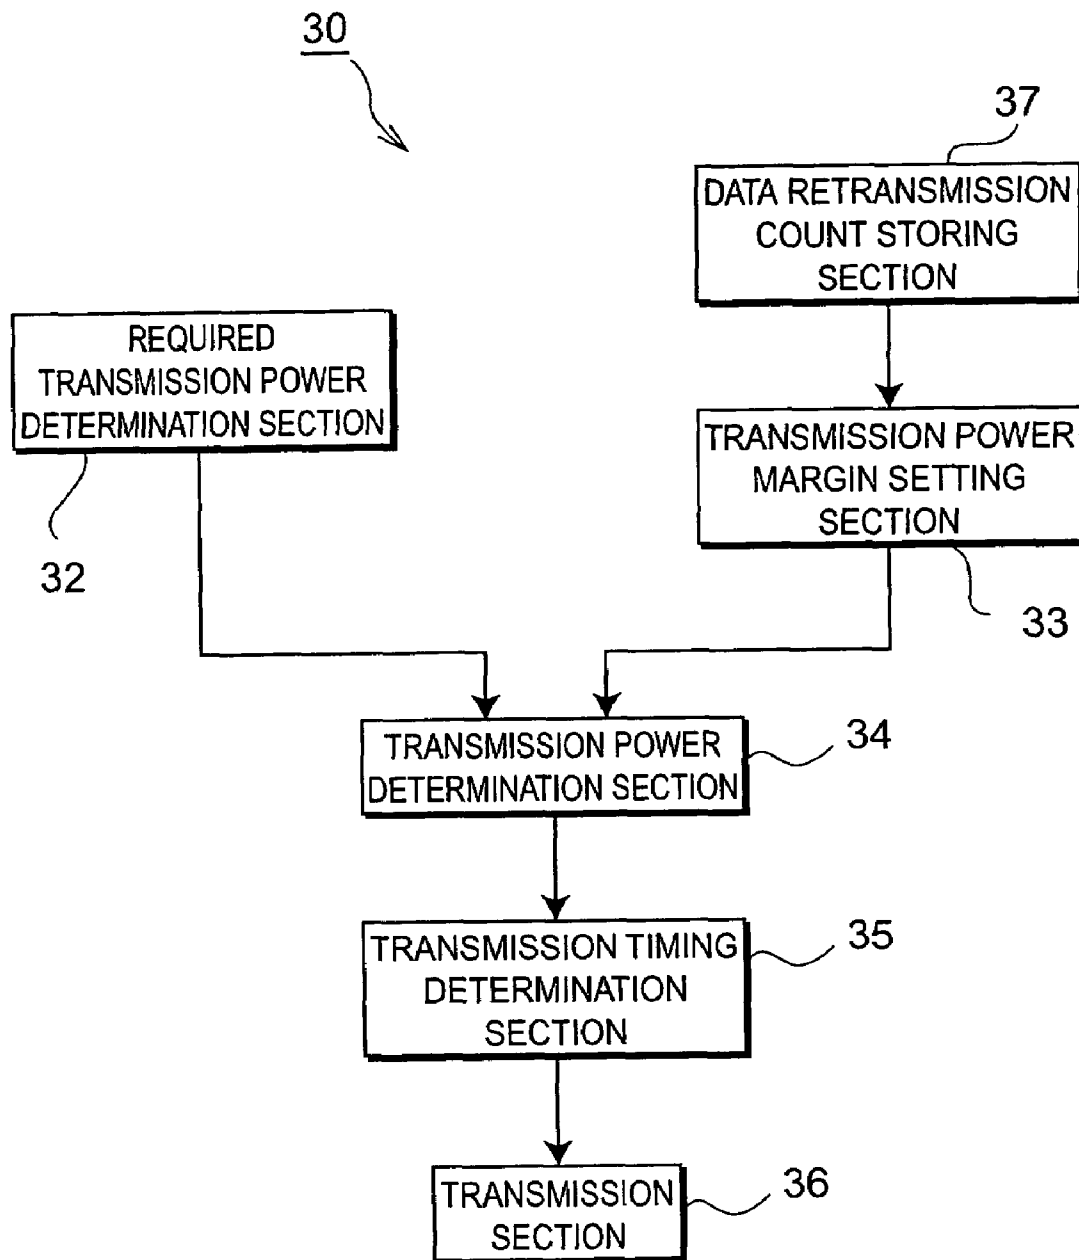 30
37
DATA RETRANSMISSION
COUNT STORING
SECTION
REQUIRED
TRANSMISSION POWER
DETERMINATION SECTION
32
TRANSMISSION POWER
MARGIN SETTING
SECTION
33
TRANSMISSION POWER
DETERMINATION SECTION
34
TRANSMISSION TIMING
DETERMINATION
SECTION
35
TRANSMISSION
SECTION
36